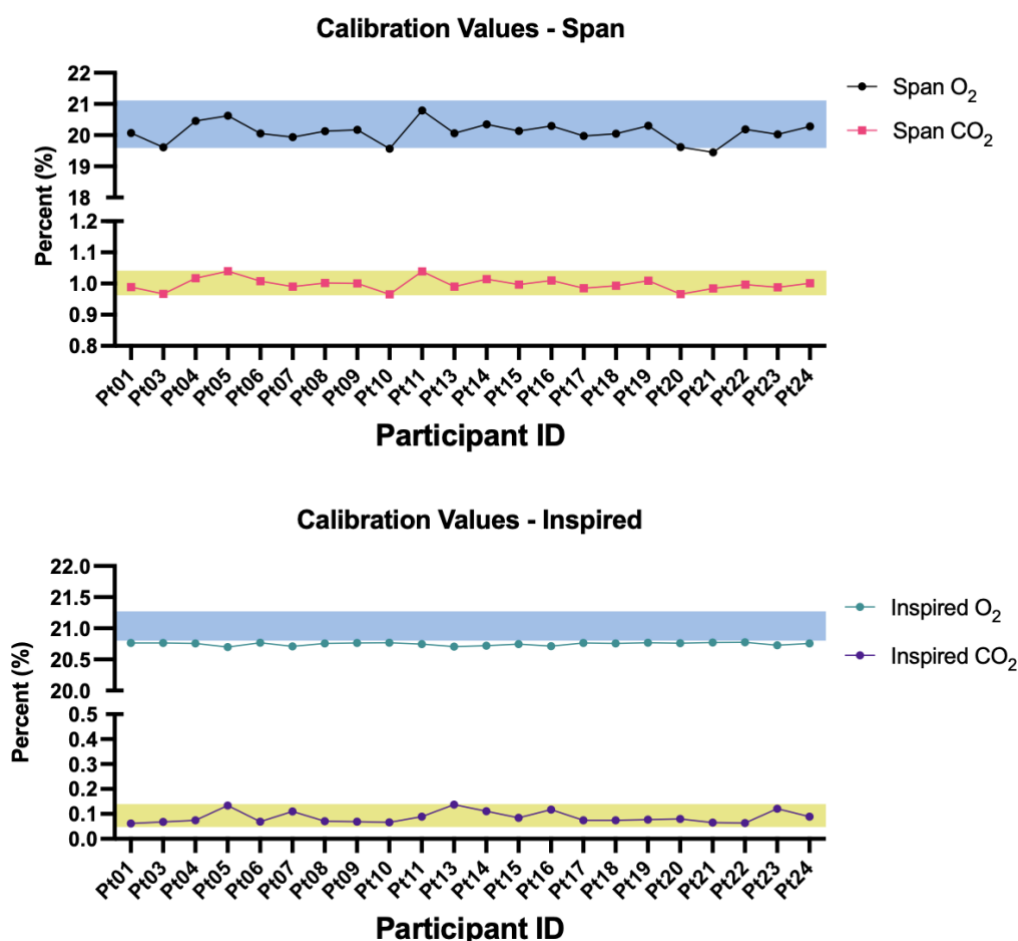 Calibration Values - Span
22
21
20
19
18
1.2
1.1
1.0
0.9
0.8
Percent (%)
Span O₂
Span CO₂
Pt01 Pt03 Pt04 Pt05 Pt06 Pt07 Pt08 Pt09 Pt10 Pt11 Pt13 Pt14 Pt15 Pt16 Pt17 Pt18 Pt19 Pt20 Pt21 Pt22 Pt23 Pt24
Participant ID
Calibration Values - Inspired
22.0
21.5
21.0
20.5
20.0
0.5
0.4
0.3
0.2
0.1
0.0
Percent (%)
Inspired O₂
Inspired CO₂
Pt01 Pt03 Pt04 Pt05 Pt06 Pt07 Pt08 Pt09 Pt10 Pt11 Pt13 Pt14 Pt15 Pt16 Pt17 Pt18 Pt19 Pt20 Pt21 Pt22 Pt23 Pt24
Participant ID